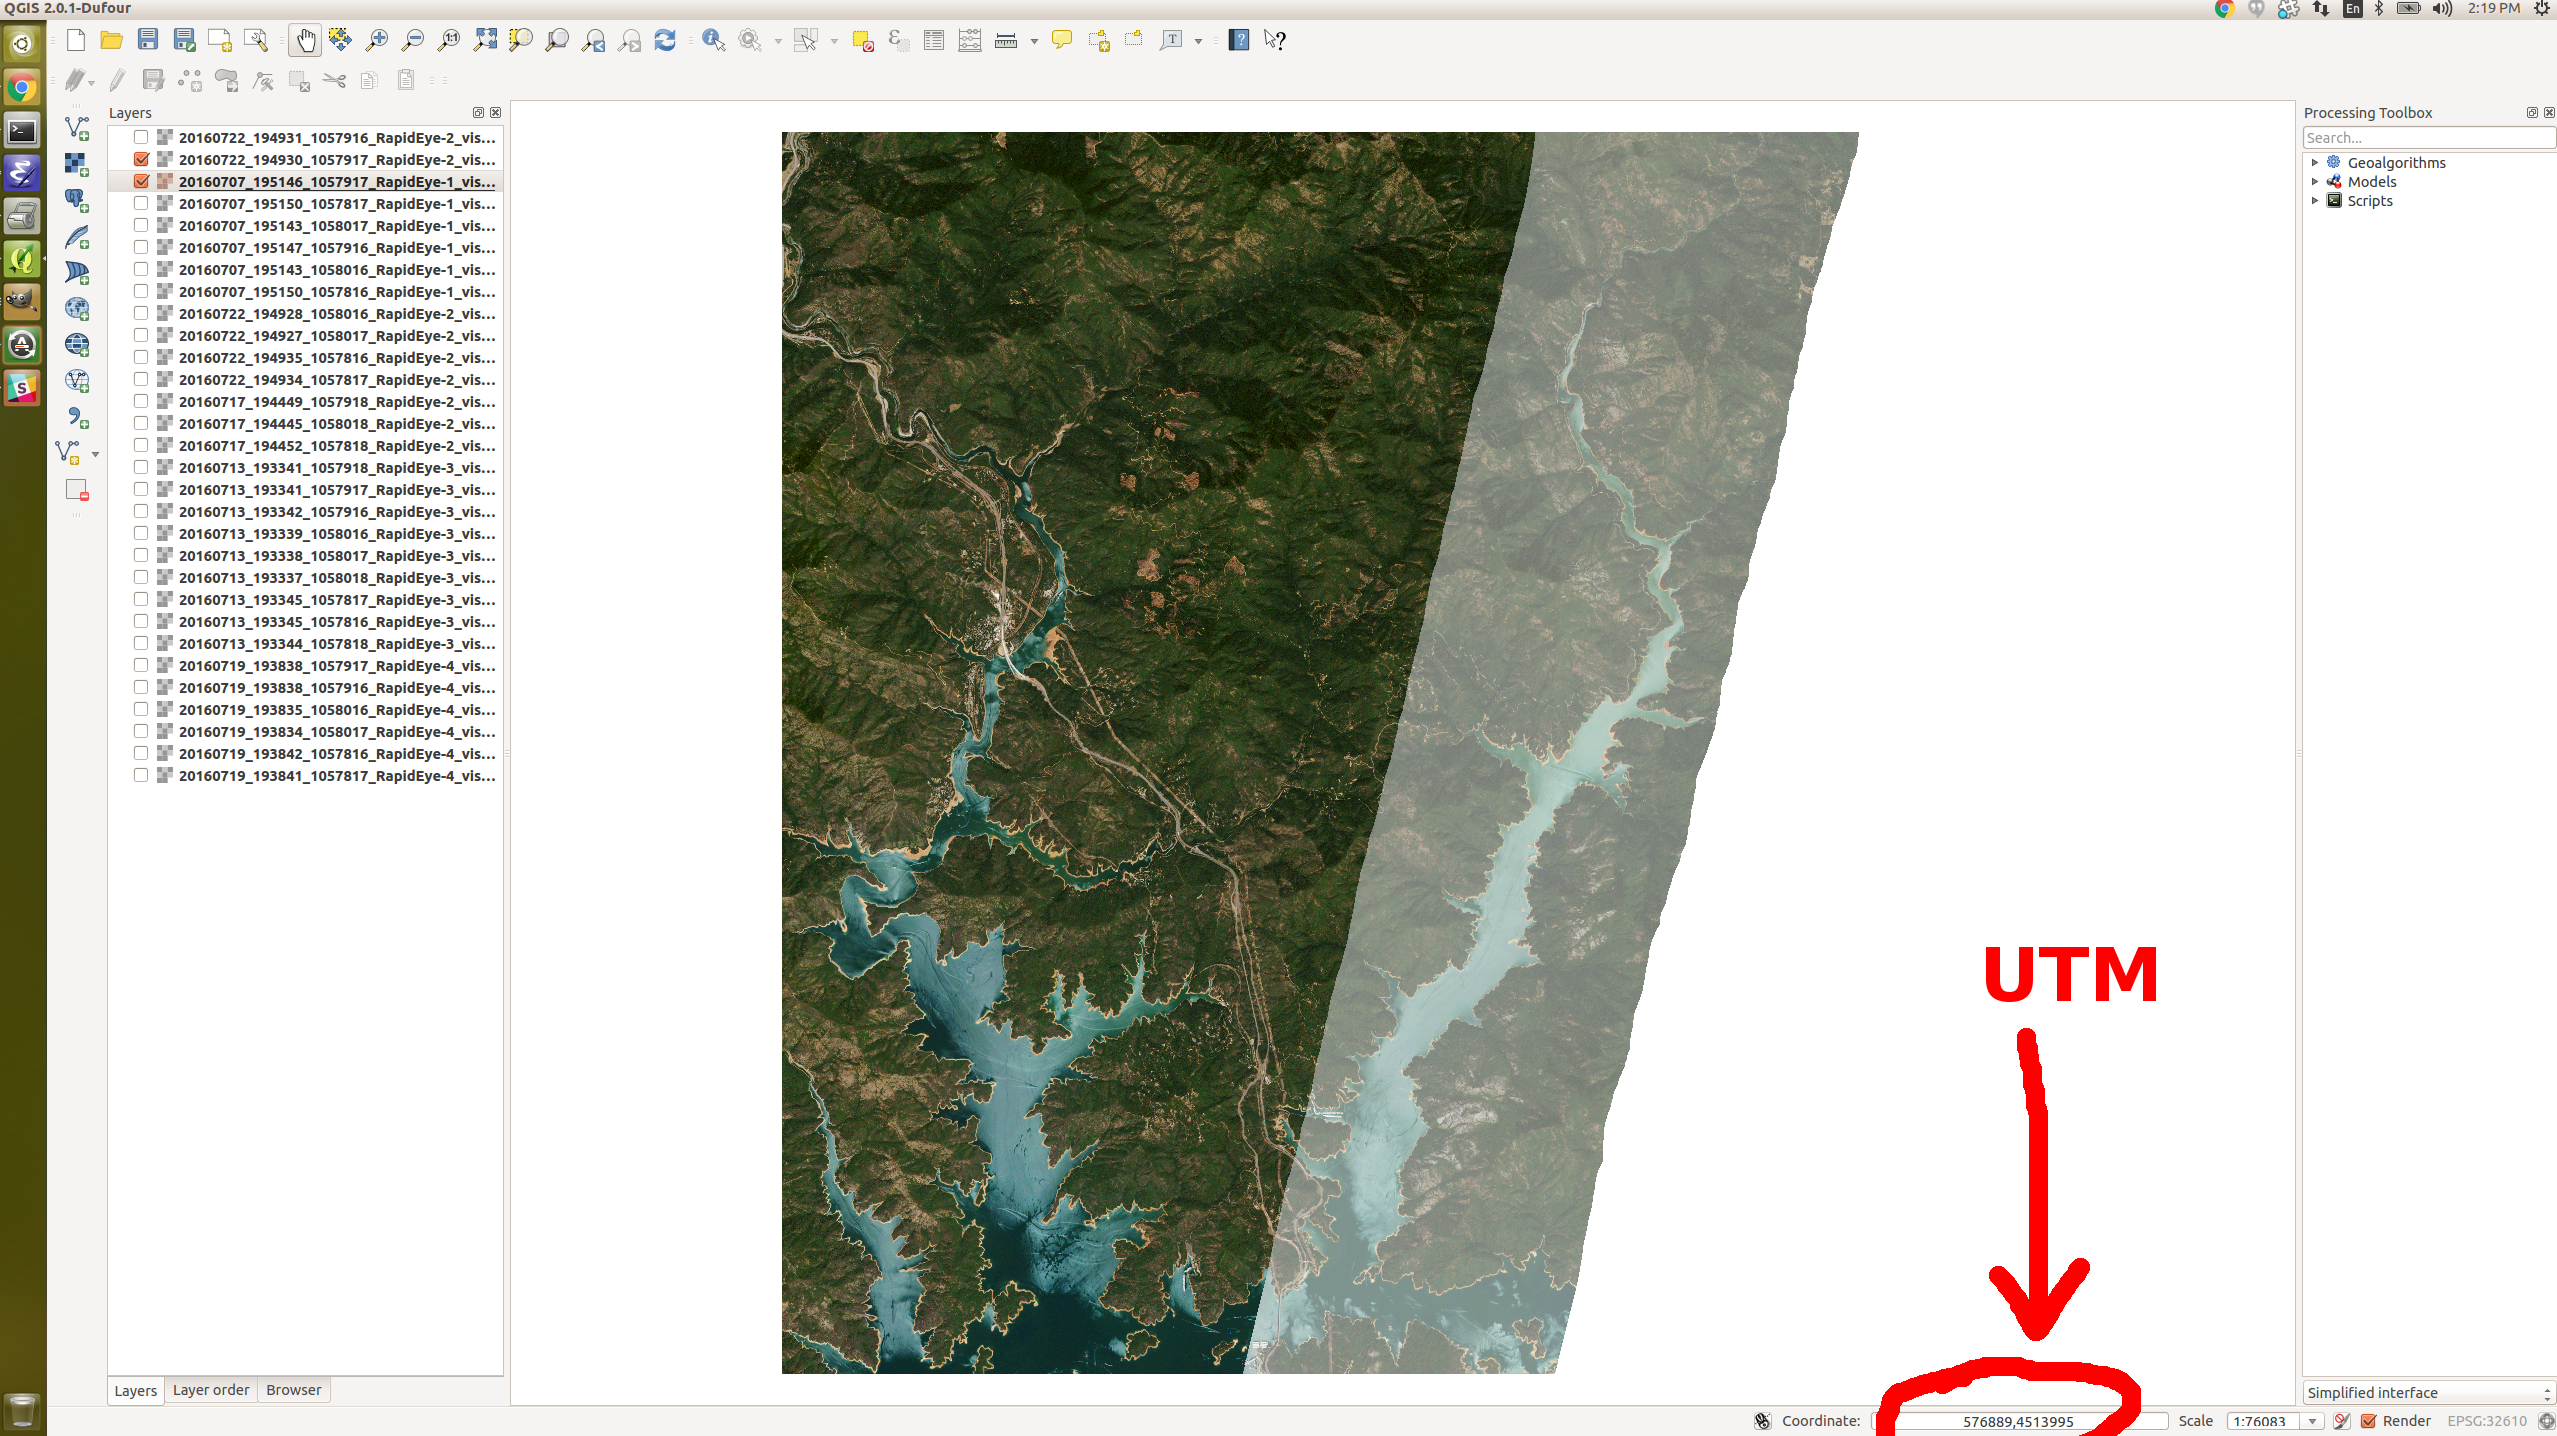 QGIS 2.0.1-Dufour
En
2:19 PM
1:1
T
?
?
Layers
20160722_194931_1057916_RapidEye-2_vis...
20160722_194930_1057917_RapidEye-2_vis...
20160707_195146_1057917_RapidEye-1_vis...
20160707_195150_1057817_RapidEye-1_vis...
20160707_195143_1058017_RapidEye-1_vis...
20160707_195147_1057916_RapidEye-1_vis...
20160707_195143_1058016_RapidEye-1_vis...
20160707_195150_1057816_RapidEye-1_vis...
20160722_194928_1058016_RapidEye-2_vis...
20160722_194927_1058017_RapidEye-2_vis...
20160722_194935_1057816_RapidEye-2_vis...
20160722_194934_1057817_RapidEye-2_vis...
20160717_194449_1057918_RapidEye-2_vis...
20160717_194445_1058018_RapidEye-2_vis...
20160717_194452_1057818_RapidEye-2_vis...
20160713_193341_1057918_RapidEye-3_vis...
20160713_193341_1057917_RapidEye-3_vis...
20160713_193342_1057916_RapidEye-3_vis...
20160713_193339_1058016_RapidEye-3_vis...
20160713_193338_1058017_RapidEye-3_vis...
20160713_193337_1058018_RapidEye-3_vis...
20160713_193345_1057817_RapidEye-3_vis...
20160713_193345_1057816_RapidEye-3_vis...
20160713_193344_1057818_RapidEye-3_vis...
20160719_193838_1057917_RapidEye-4_vis...
20160719_193838_1057916_RapidEye-4_vis...
20160719_193835_1058016_RapidEye-4_vis...
20160719_193834_1058017_RapidEye-4_vis...
20160719_193842_1057816_RapidEye-4_vis...
20160719_193841_1057817_RapidEye-4_vis...
Layers Layer order Browser
Processing Toolbox
Search...
Geoalgorithms
Models
Scripts
UTM
Simplified interface
Coordinate: 576889,4513995 Scale 1:76083 Render EPSG:32610